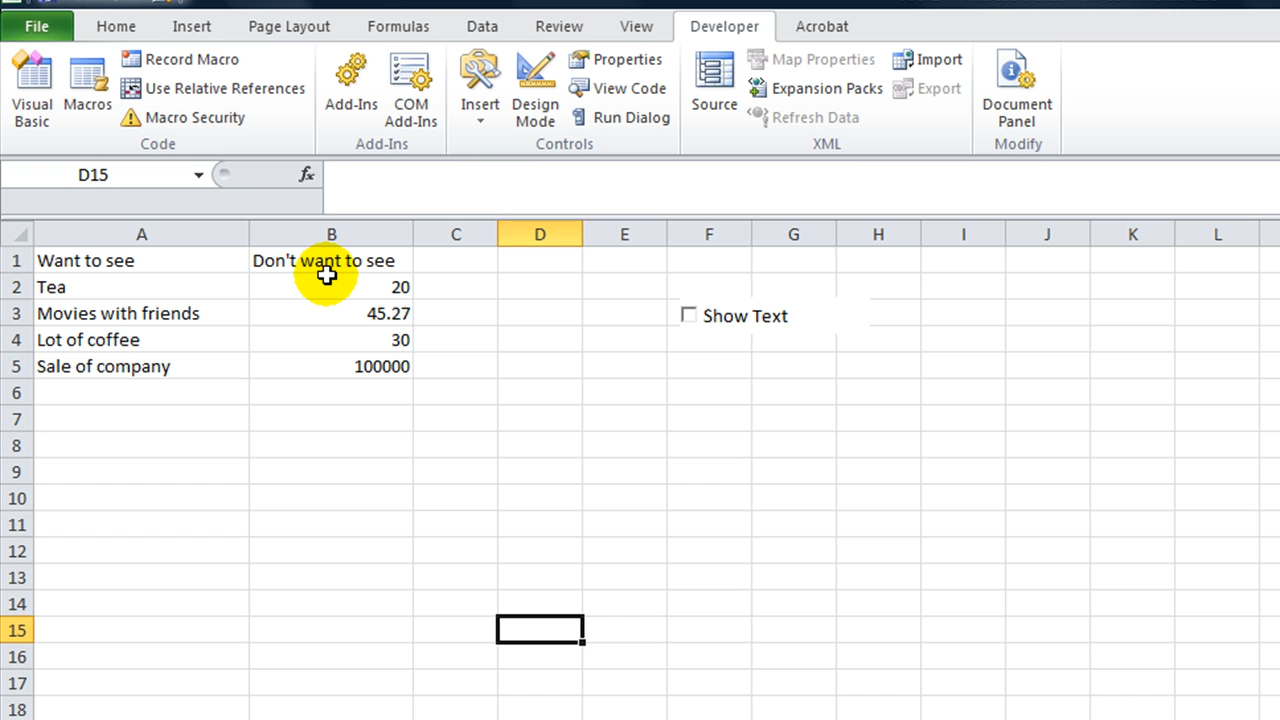 File Home Insert Page Layout Formulas Data Review View Developer Acrobat
Visual Basic
Macros
Record Macro
Use Relative References
Macro Security
Code
Add-Ins
COM Add-Ins
Add-Ins
Insert
Design Mode
Properties
View Code
Run Dialog
Controls
Source
Map Properties
Expansion Packs
Refresh Data
Import
Export
XML
Document Panel
Modify
D15 fx
A B C D E F G H I J K L
1 Want to see Don't want to see
2 Tea 20
3 Movies with friends 45.27 Show Text
4 Lot of coffee 30
5 Sale of company 100000
6
7
8
9
10
11
12
13
14
15
16
17
18